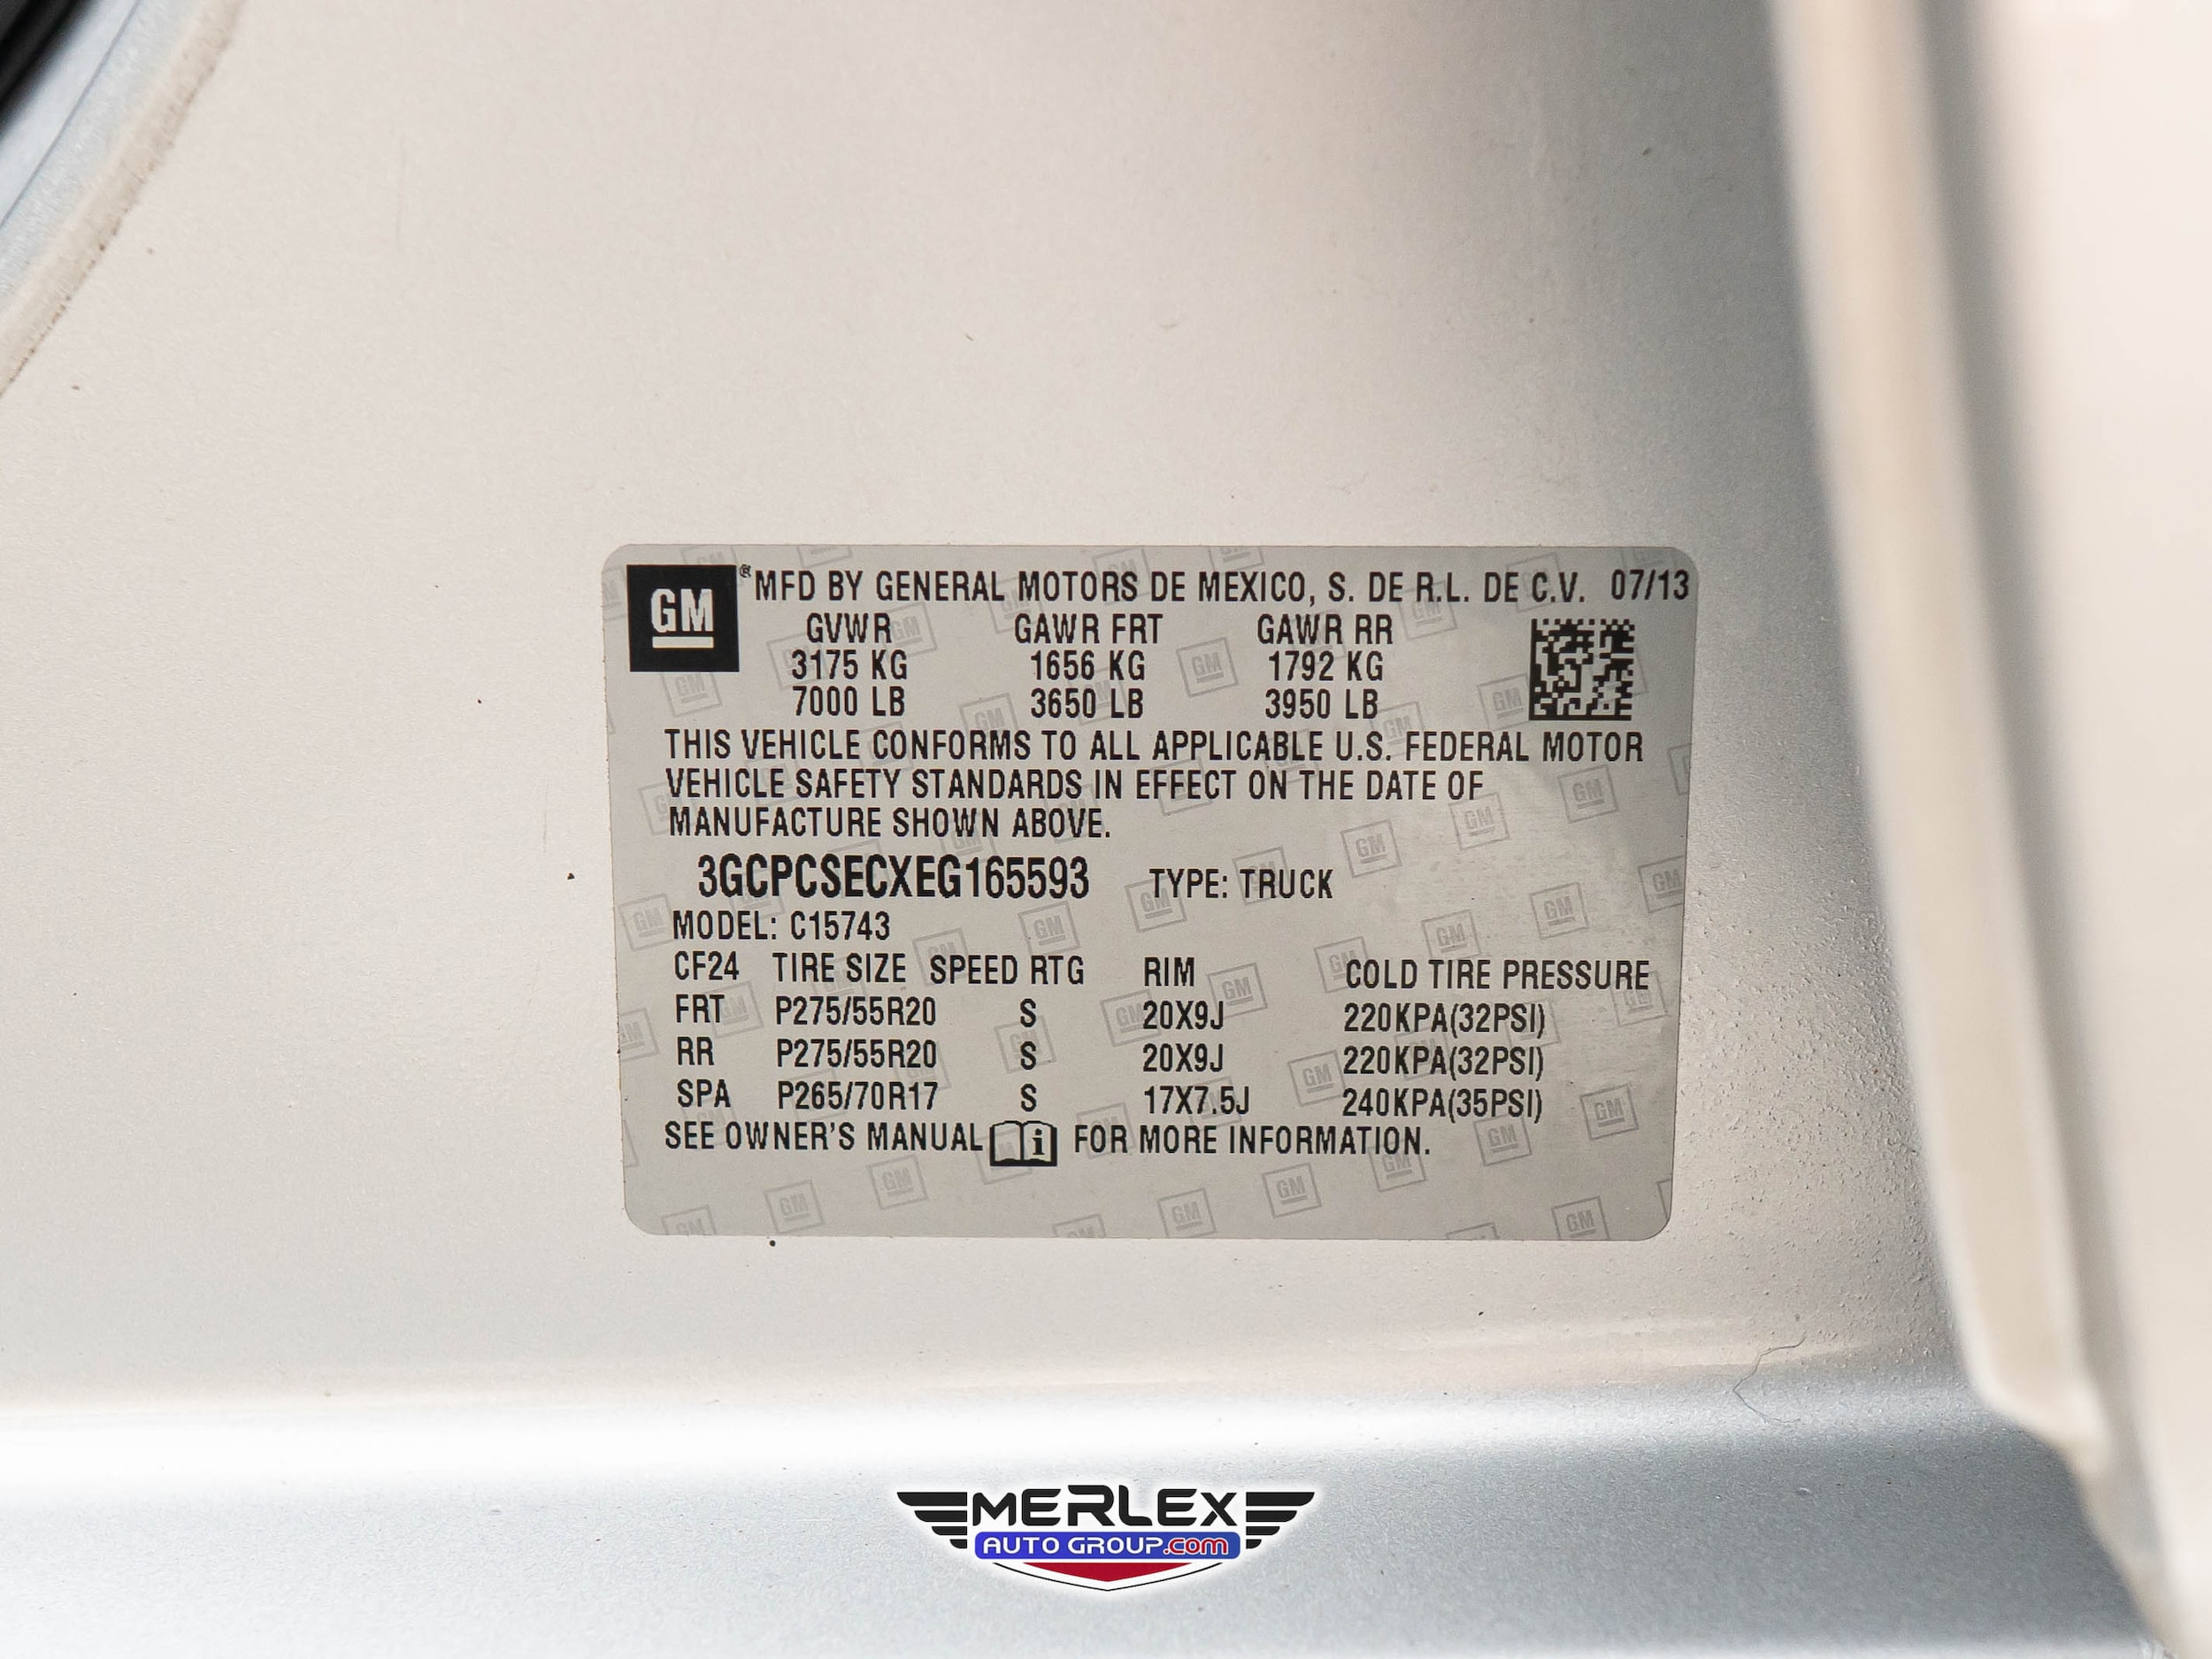 GM ® MFD BY GENERAL MOTORS DE MEXICO, S. DE R.L. DE C.V. 07/13
GVWR GAWR FRT GAWR RR
3175 KG 1656 KG 1792 KG
7000 LB 3650 LB 3950 LB
THIS VEHICLE CONFORMS TO ALL APPLICABLE U.S. FEDERAL MOTOR
VEHICLE SAFETY STANDARDS IN EFFECT ON THE DATE OF
MANUFACTURE SHOWN ABOVE.
3GCPCSECXEG165593 TYPE: TRUCK
MODEL: C15743
CF24 TIRE SIZE SPEED RTG RIM COLD TIRE PRESSURE
FRT P275/55R20 S 20X9J 220KPA(32PSI)
RR P275/55R20 S 20X9J 220KPA(32PSI)
SPA P265/70R17 S 17X7.5J 240KPA(35PSI)
SEE OWNER'S MANUAL i FOR MORE INFORMATION.
MERLEX
AUTO GROUP.com